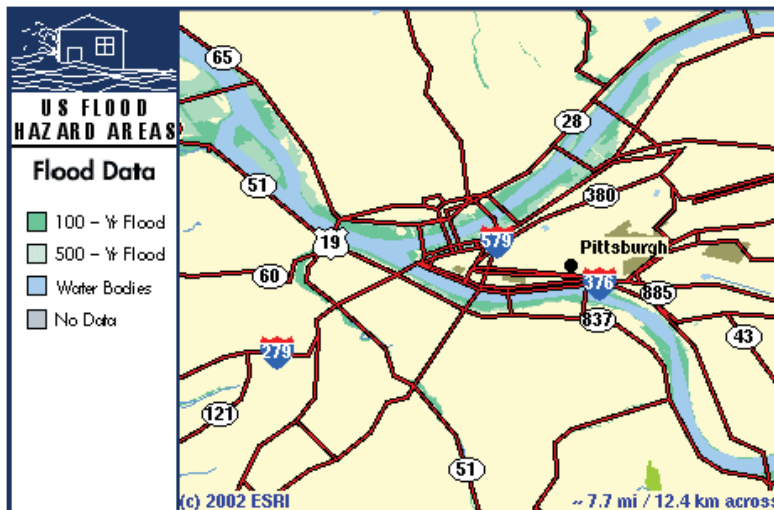 US FLOOD
HAZARD AREAS
Flood Data
100 - Yr Flood
500 - Yr Flood
Water Bodies
No Data
65
28
51
380
19
579
Pittsburgh
60
376
885
837
279
43
121
51
(c) 2002 ESRI
~ 7.7 mi / 12.4 km across